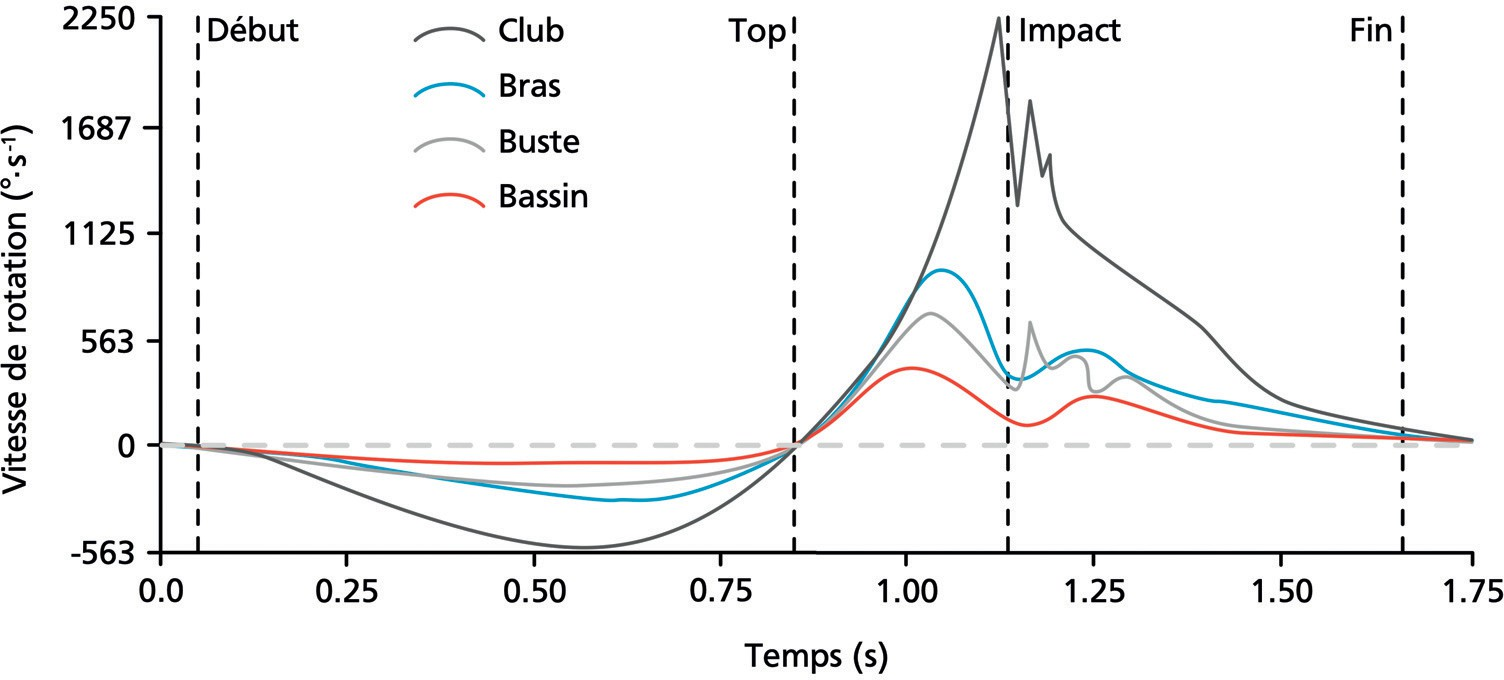 Vitesse de rotation (°·s⁻¹)
2250
1687
1125
563
0
-563
Début
Top
Impact
Fin
Club
Bras
Buste
Bassin
0.0
0.25
0.50
0.75
1.00
1.25
1.50
1.75
Temps (s)